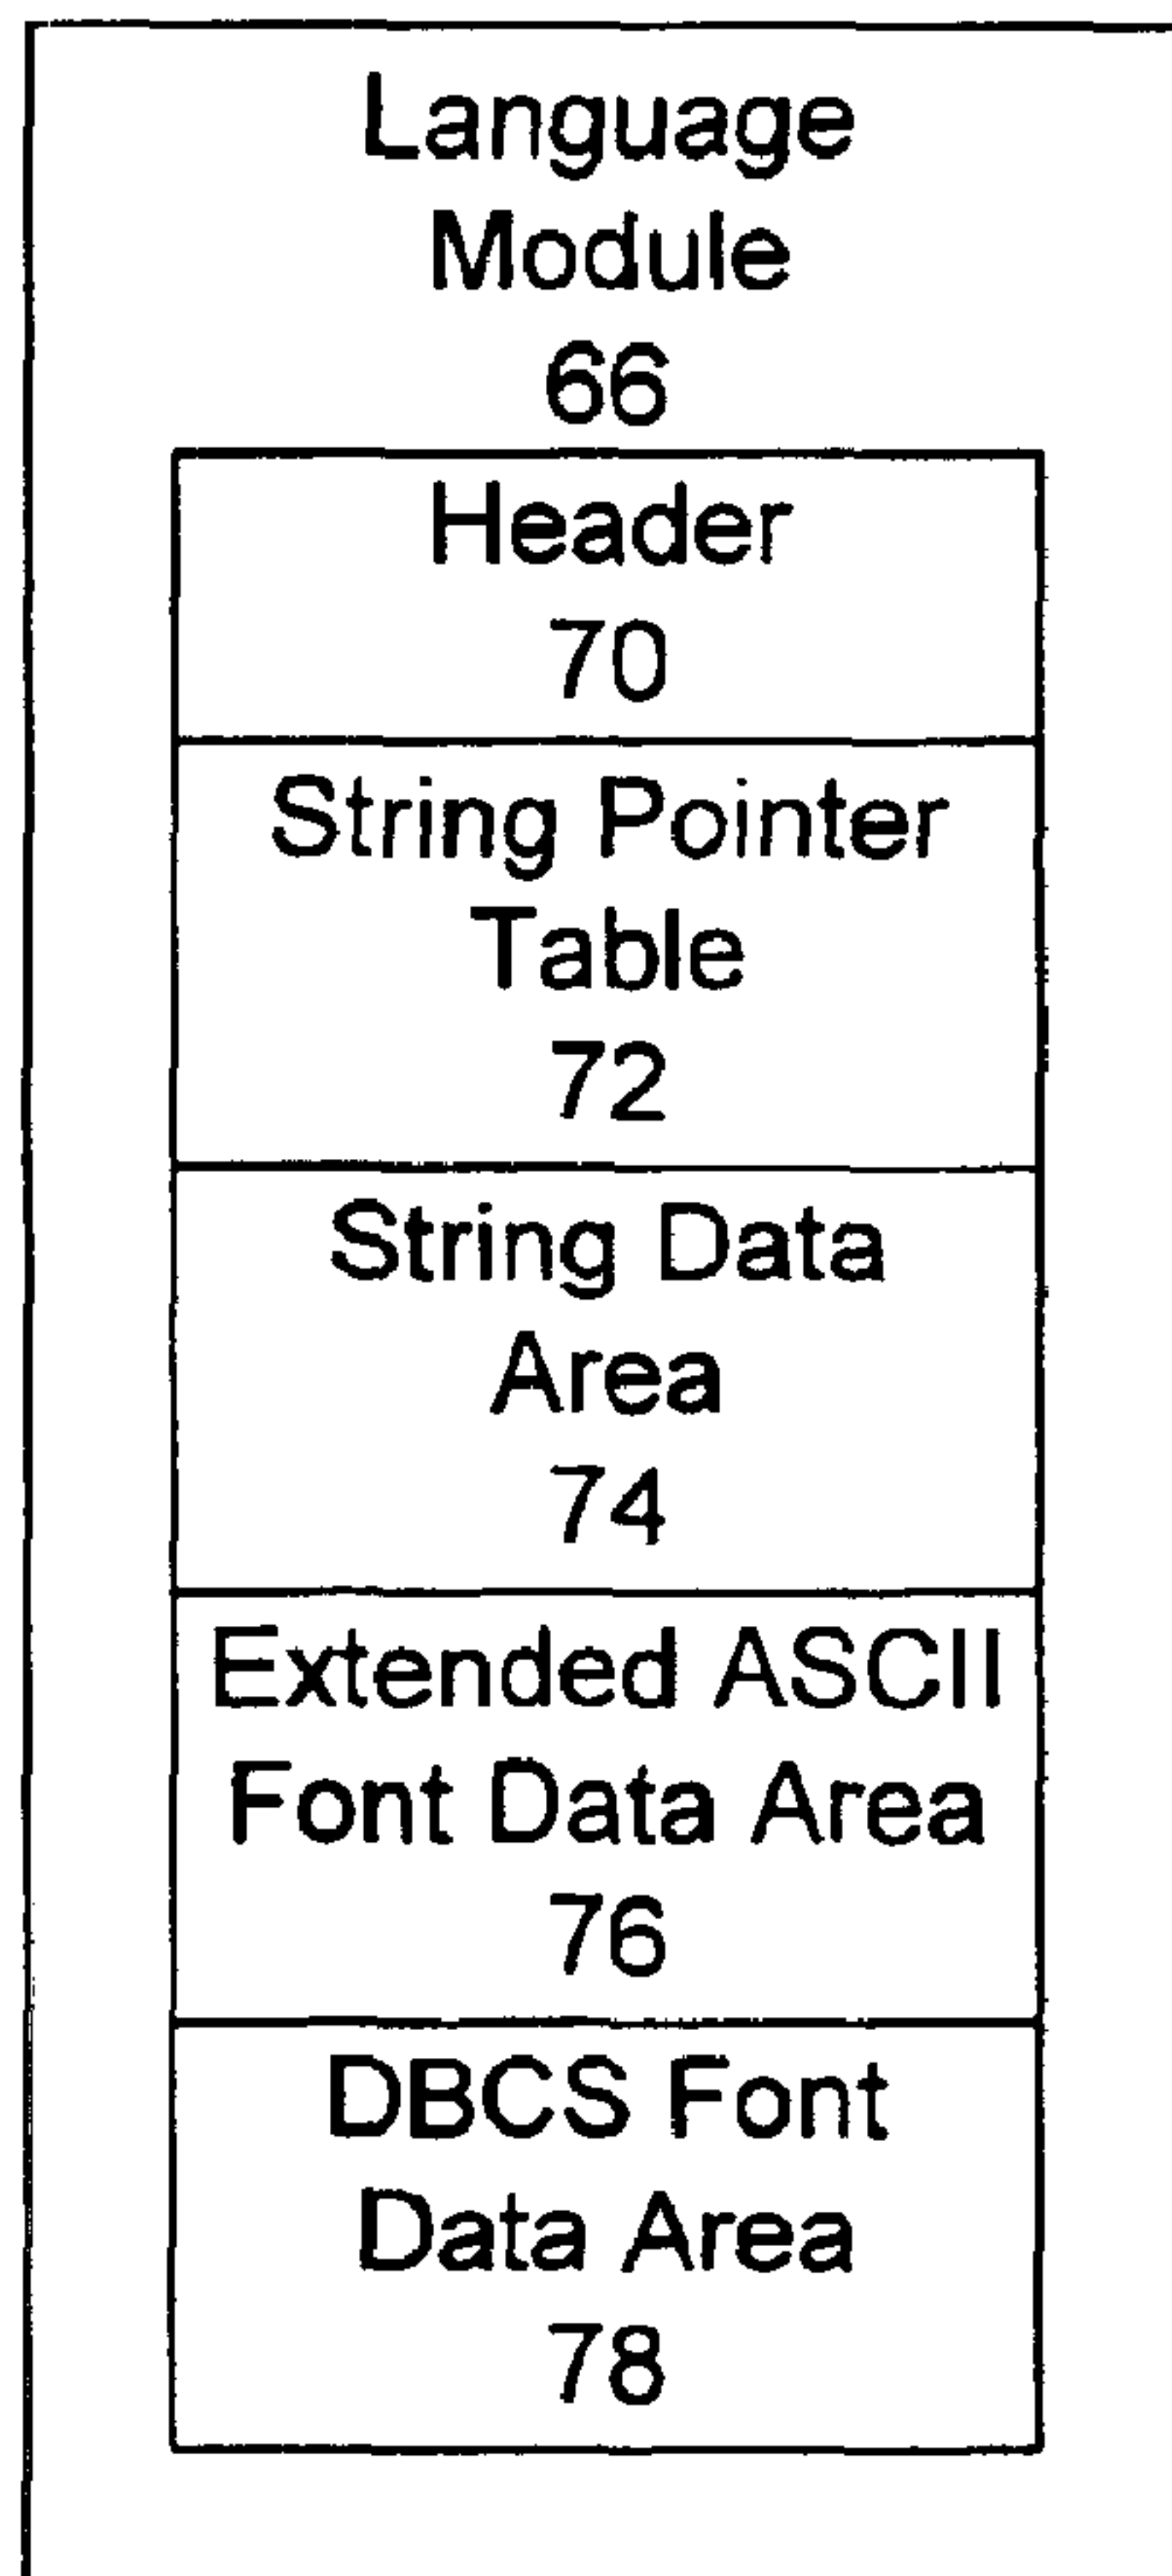 Language
Module
66
Header
70
String Pointer
Table
72
String Data
Area
74
Extended ASCII
Font Data Area
76
DBCS Font
Data Area
78